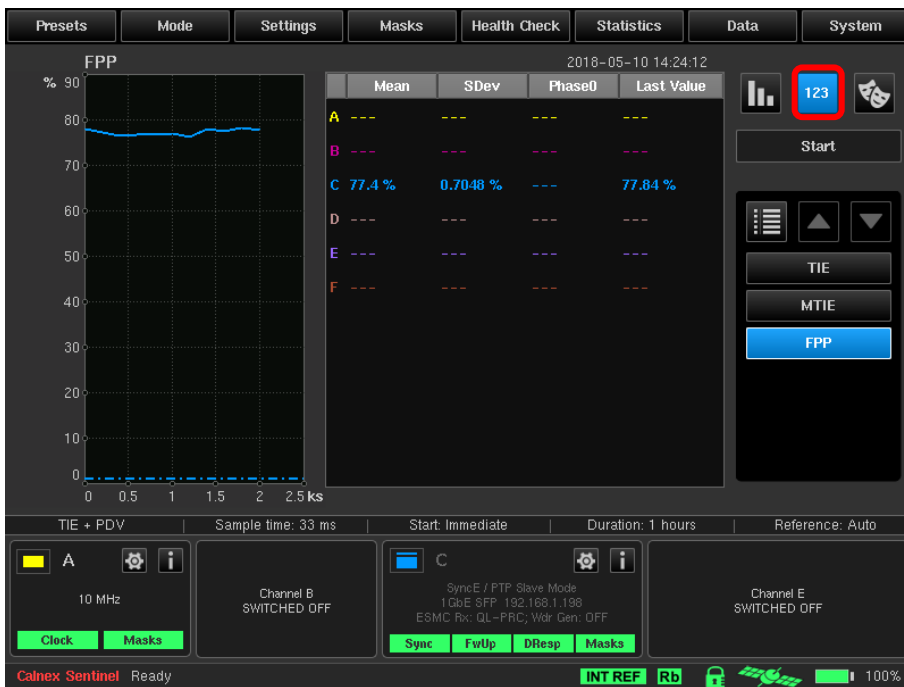 Presets Mode Settings Masks Health Check Statistics Data System
FPP 2018-05-10 14:24:12
% 90
80
70
60
50
40
30
20
10
0
0 0.5 1 1.5 2 2.5 ks
Mean SDev Phase0 Last Value
A --- --- --- ---
B --- --- --- ---
C 77.4 % 0.7048 % --- 77.84 %
D --- --- --- ---
E --- --- --- ---
F --- --- --- ---
123
Start
TIE
MTIE
FPP
TIE + PDV | Sample time: 33 ms | Start: Immediate | Duration: 1 hours | Reference: Auto
A i
10 MHz
Clock Masks
Channel B
SWITCHED OFF
C i
SyncE / PTP Slave Mode
1GbE SFP 192.168.1.198
ESMC Rx: QL-PRC; Wdr Gen: OFF
Sync FwUp DResp Masks
Channel E
SWITCHED OFF
Calnex Sentinel Ready INT REF Rb 100%